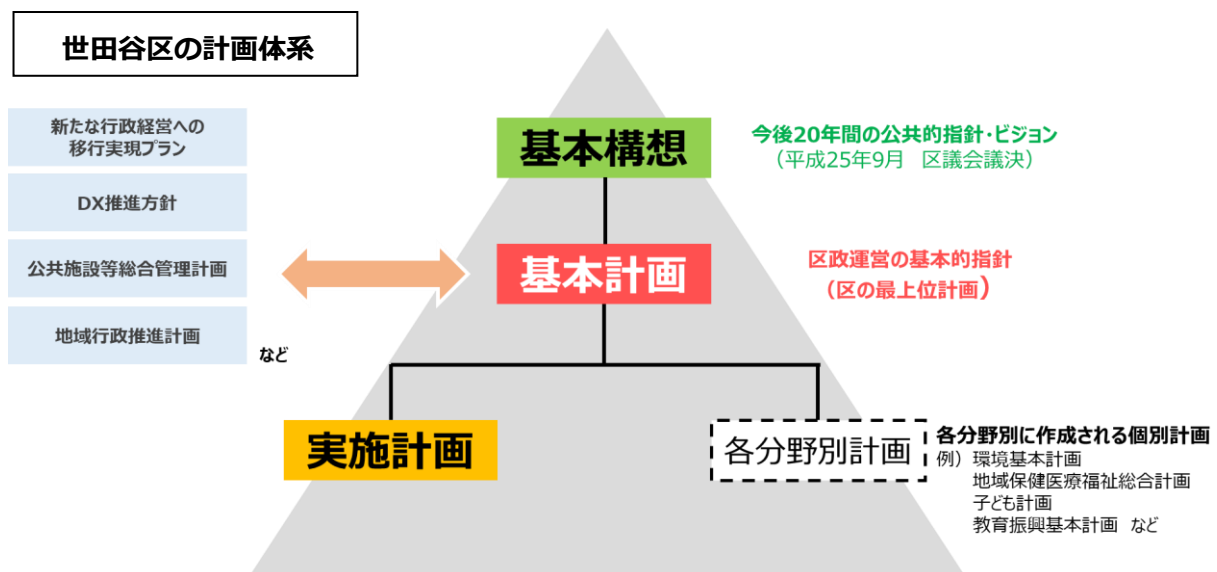 世田谷区の計画体系
新たな行政経営への
移行実現プラン
DX推進方針
公共施設等総合管理計画
地域行政推進計画
など
基本構想
今後20年間の公共的指針・ビジョン
（平成25年9月　区議会議決）
基本計画
区政運営の基本的指針
（区の最上位計画）
実施計画
各分野別計画
各分野別に作成される個別計画
例）環境基本計画
地域保健医療福祉総合計画
子ども計画
教育振興基本計画　など